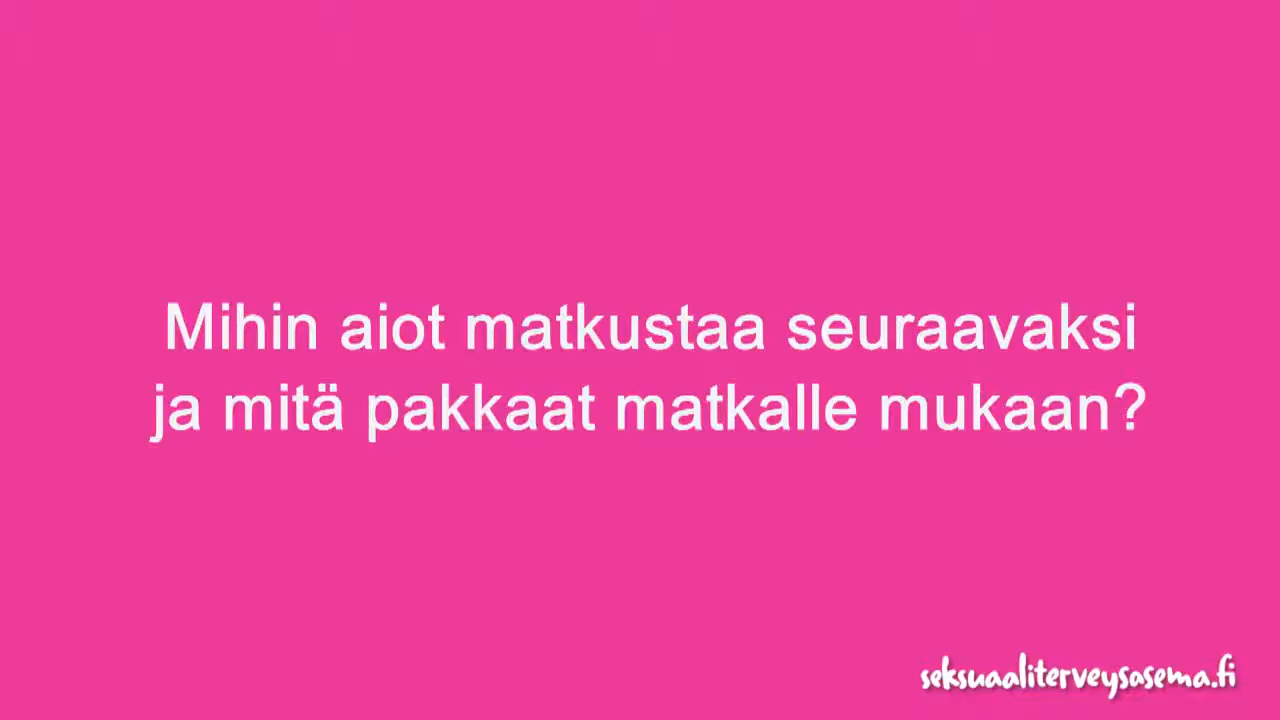 Mihin aiot matkustaa seuraavaksi
ja mitä pakkaat matkalle mukaan?
seksuaaliterveysasema.fi